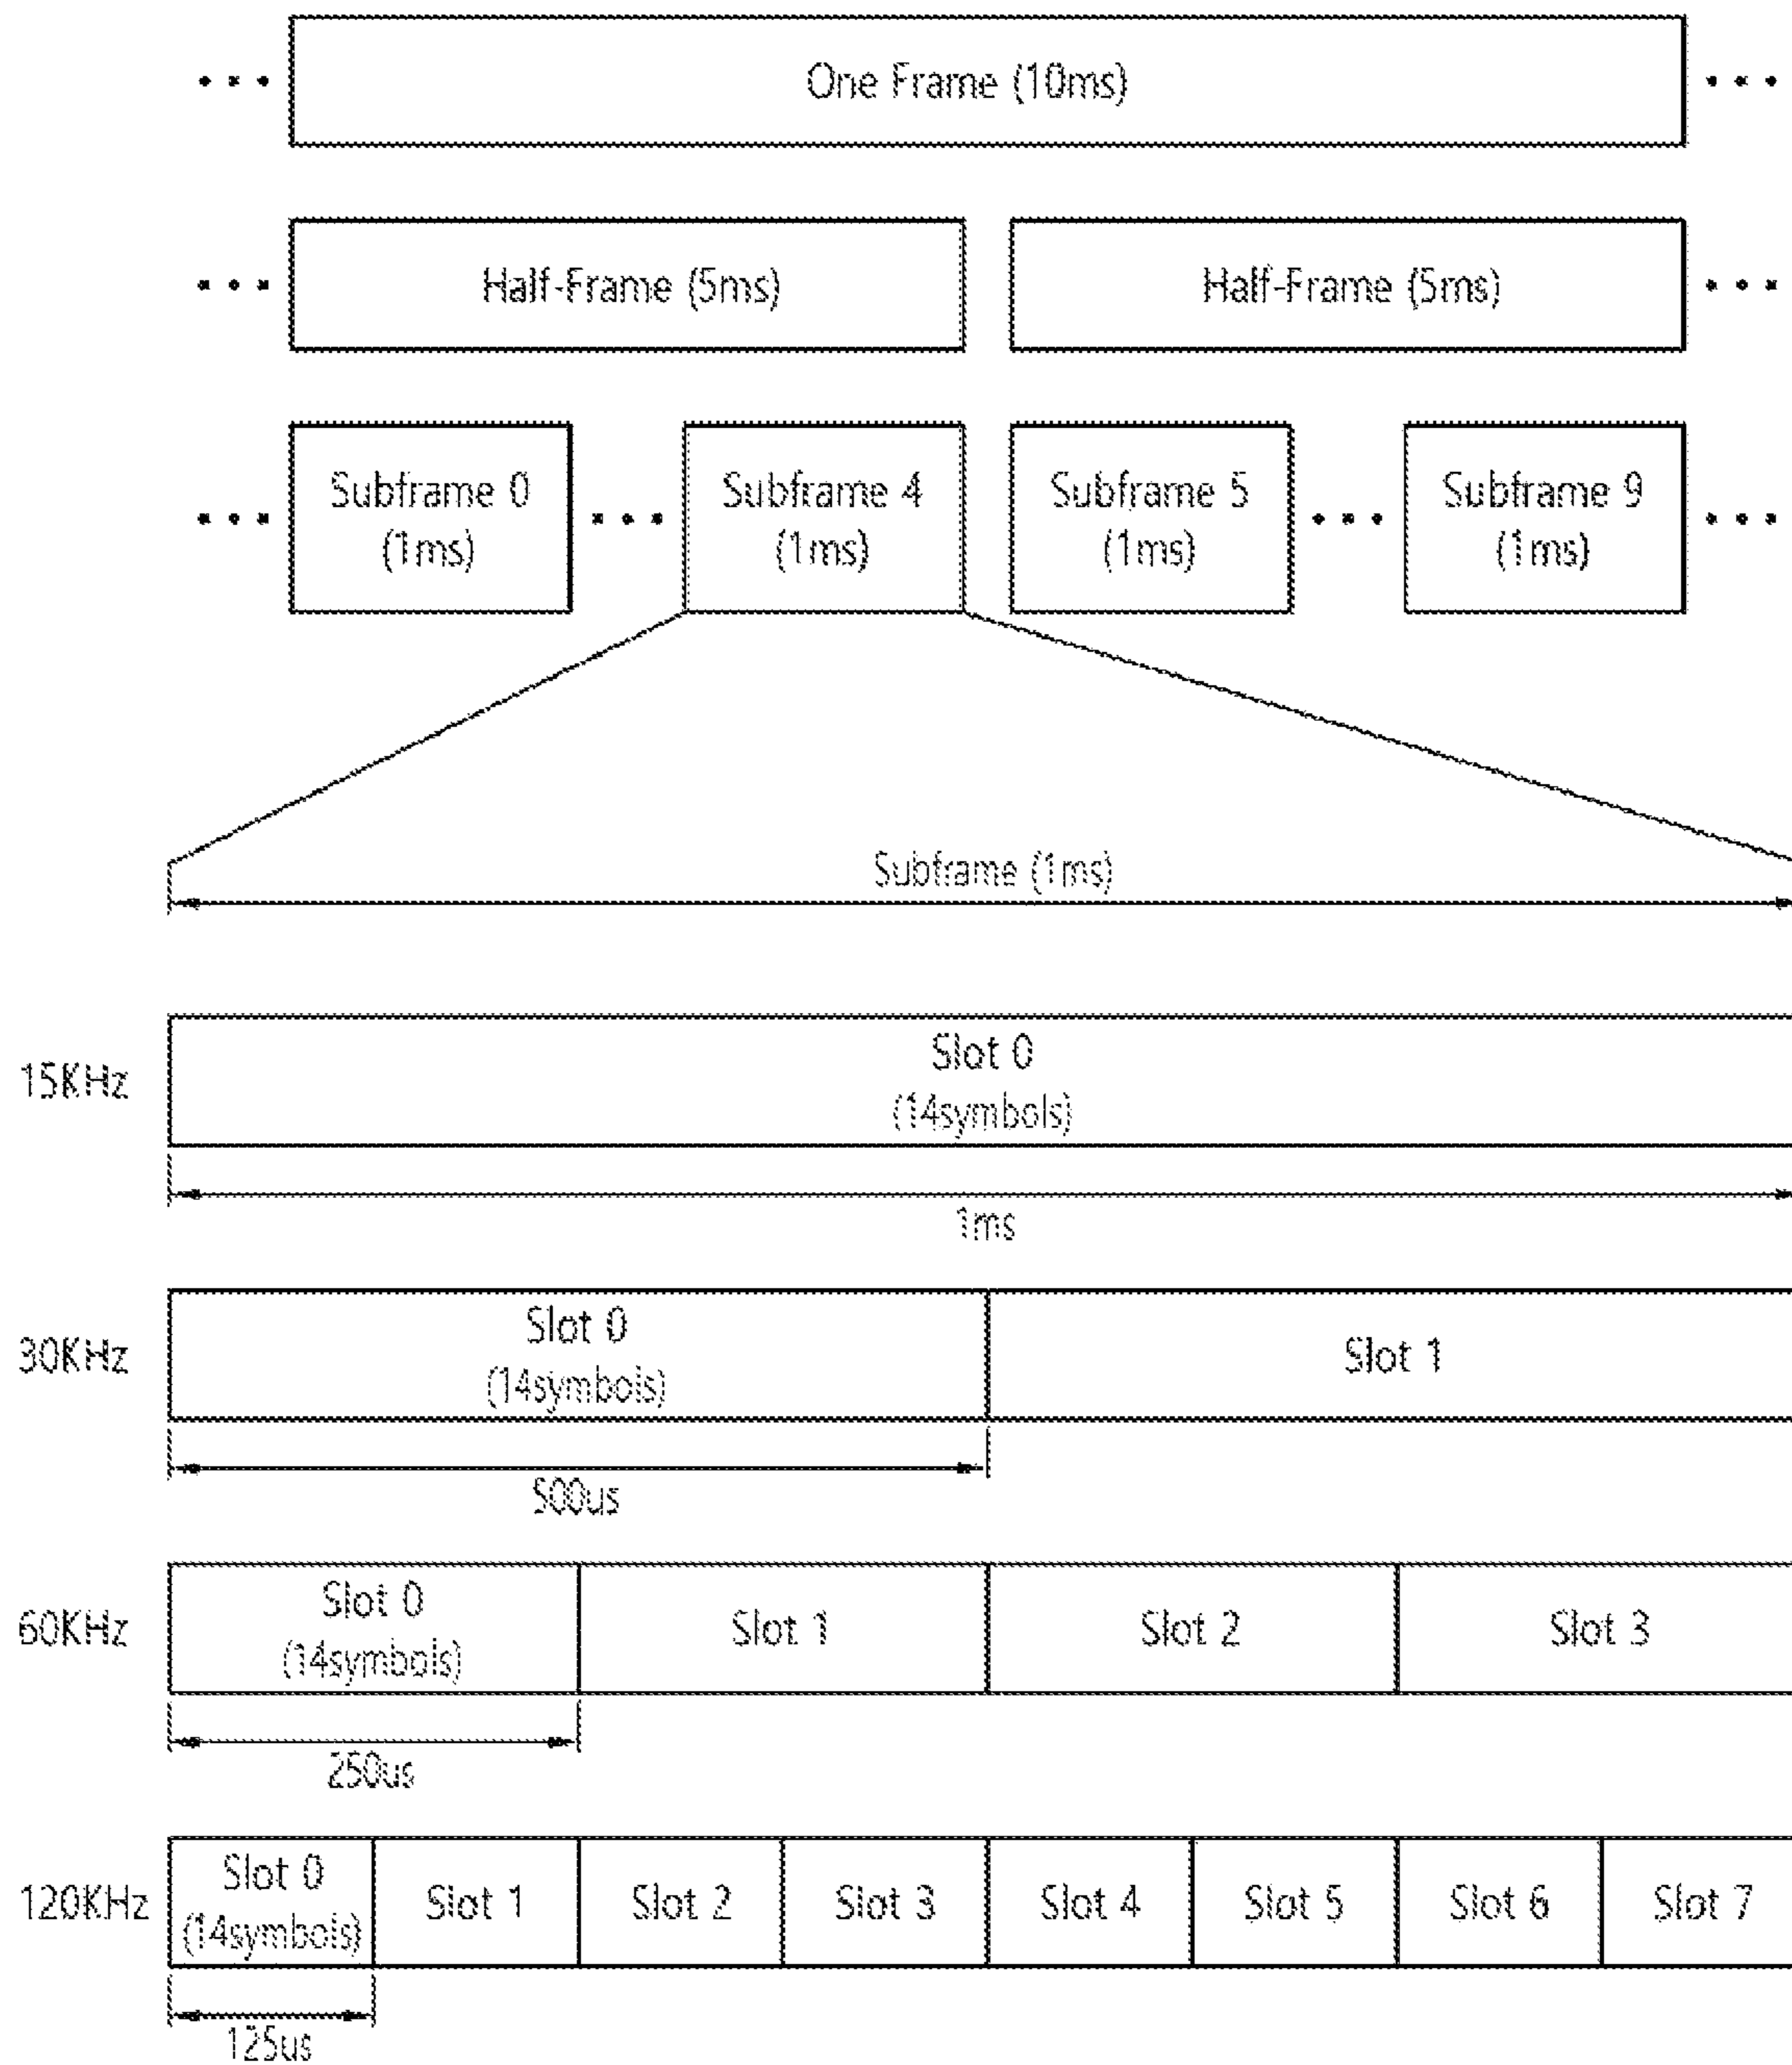 One Frame (10ms)
Half-Frame (5ms)
Half-Frame (5ms)
Subframe 0
(1ms)
Subframe 4
(1ms)
Subframe 5
(1ms)
Subframe 9
(1ms)
Subframe (1ms)
15KHz
Slot 0
(14symbols)
1ms
30KHz
Slot 0
(14symbols)
Slot 1
500us
60KHz
Slot 0
(14symbols)
Slot 1
Slot 2
Slot 3
250us
120KHz
Slot 0
(14symbols)
Slot 1
Slot 2
Slot 3
Slot 4
Slot 5
Slot 6
Slot 7
125us